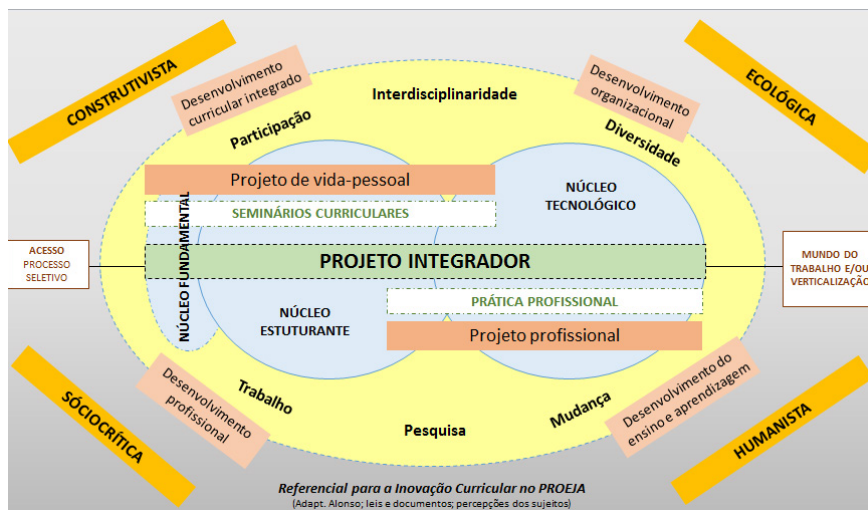 CONSTRUTIVISTA
ECOLÓGICA
Desenvolvimento
curricular integrado
Interdisciplinaridade
Desenvolvimento
organizacional
Participação
Diversidade
Projeto de vida-pessoal
SEMINÁRIOS CURRICULARES
NÚCLEO
TECNOLÓGICO
NÚCLEO FUNDAMENTAL
ACESSO
PROCESSO
SELETIVO
PROJETO INTEGRADOR
MUNDO DO
TRABALHO E/OU
VERTICALIZAÇÃO
NÚCLEO
ESTUTURANTE
PRÁTICA PROFISSIONAL
Projeto profissional
Desenvolvimento
profissional
Trabalho
Pesquisa
Mudança
Desenvolvimento do
ensino e aprendizagem
SÓCIOCRÍTICA
HUMANISTA
Referencial para a Inovação Curricular no PROEJA
(Adapt. Alonso; leis e documentos; percepções dos sujeitos)